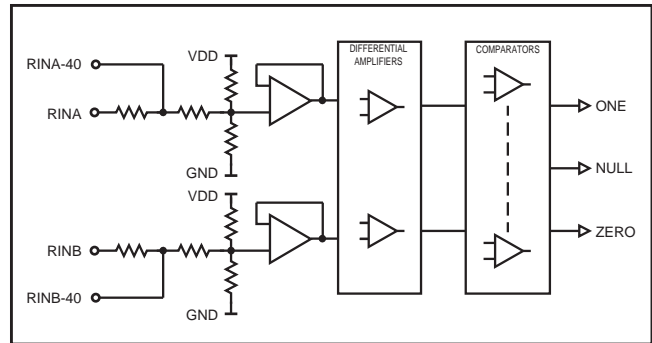 DIFFERENTIAL
AMPLIFIERS
COMPARATORS
VDD
RINA-40
RINA
ONE
GND
NULL
VDD
ZERO
RINB
RINB-40
GND